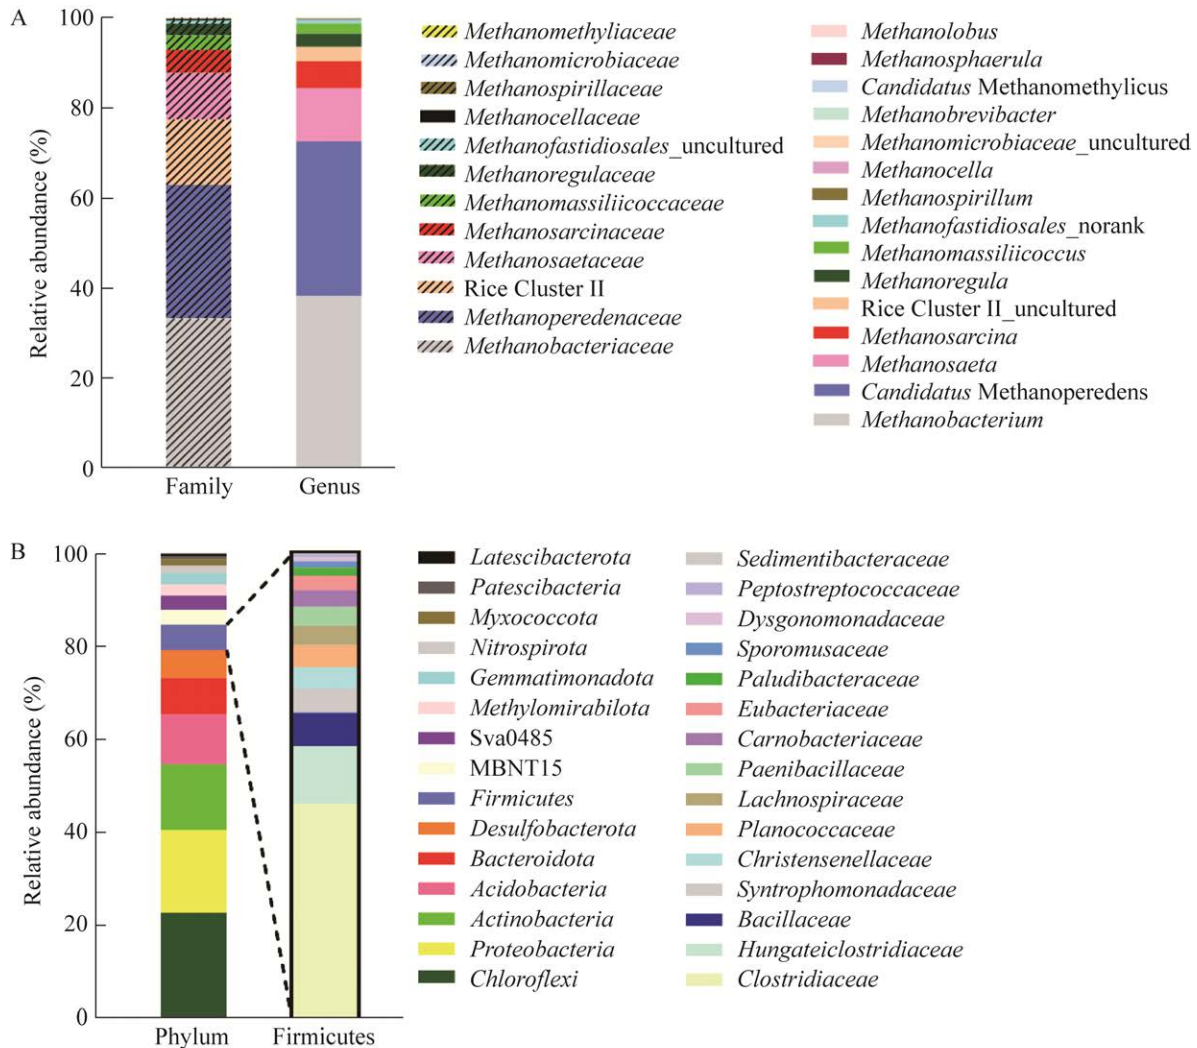 A
Relative abundance (%)
100
80
60
40
20
0
Family
Genus
Methanomethyliaceae
Methanomicrobiaceae
Methanospirillaceae
Methanocellaceae
Methanofastidiosales_uncultured
Methanoregulaceae
Methanomassiliicoccaceae
Methanosarcinaceae
Methanosaetaceae
Rice Cluster II
Methanoperedenaceae
Methanobacteriaceae
Methanolobus
Methanosphaerula
Candidatus Methanomethylicus
Methanobrevibacter
Methanomicrobiaceae_uncultured
Methanocella
Methanospirillum
Methanofastidiosales_norank
Methanomassiliicoccus
Methanoregula
Rice Cluster II_uncultured
Methanosarcina
Methanosaeta
Candidatus Methanoperedens
Methanobacterium
B
Relative abundance (%)
100
80
60
40
20
0
Phylum
Firmicutes
Latescibacterota
Patescibacteria
Myxococcota
Nitrospirota
Gemmatimonadota
Methylomirabilota
Sva0485
MBNT15
Firmicutes
Desulfobacterota
Bacteroidota
Acidobacteria
Actinobacteria
Proteobacteria
Chloroflexi
Sedimentibacteraceae
Peptostreptococcaceae
Dysgonomonadaceae
Sporomusaceae
Paludibacteraceae
Eubacteriaceae
Carnobacteriaceae
Paenibacillaceae
Lachnospiraceae
Planococcaceae
Christensenellaceae
Syntrophomonadaceae
Bacillaceae
Hungateiclostridiaceae
Clostridiaceae